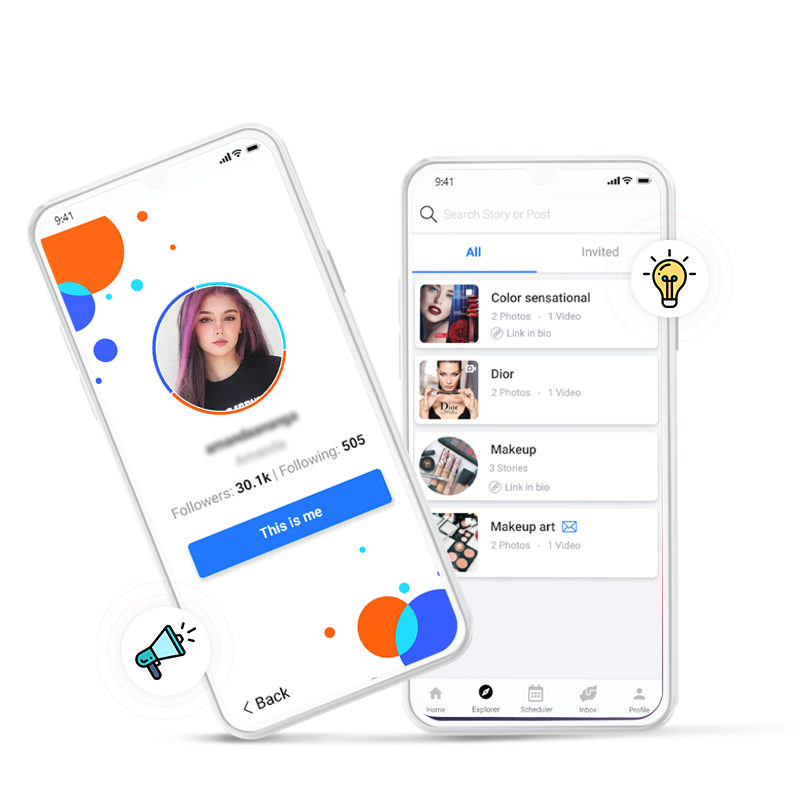 9:41
Followers: 30.1k | Following: 505
This is me
Back
9:41
Search Story or Post
All
Invited
Color sensational
2 Photos - 1 Video
Link in bio
Dior
2 Photos - 1 Video
Dior
Makeup
3 Stories
Link in bio
Makeup art
2 Photos - 1 Video
Home
Explorer
Scheduler
Inbox
Profile